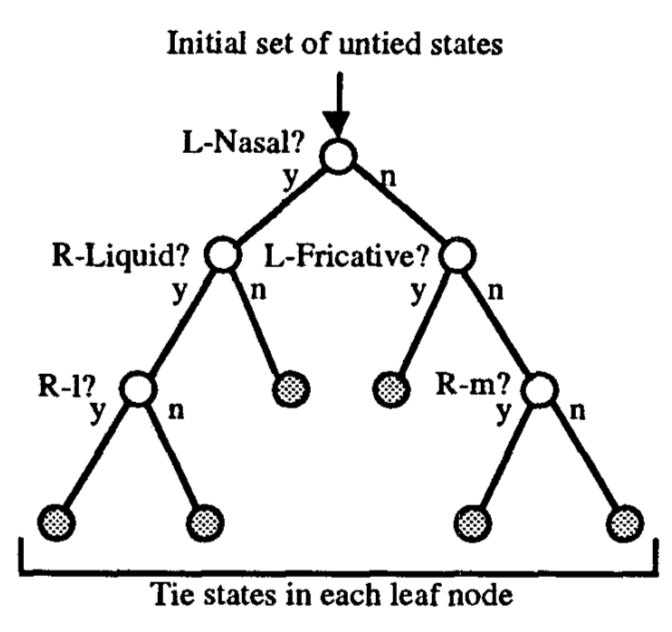 Initial set of untied states
L-Nasal?
y n
R-Liquid? L-Fricative?
y n y n
R-l? R-m?
y n y n
Tie states in each leaf node